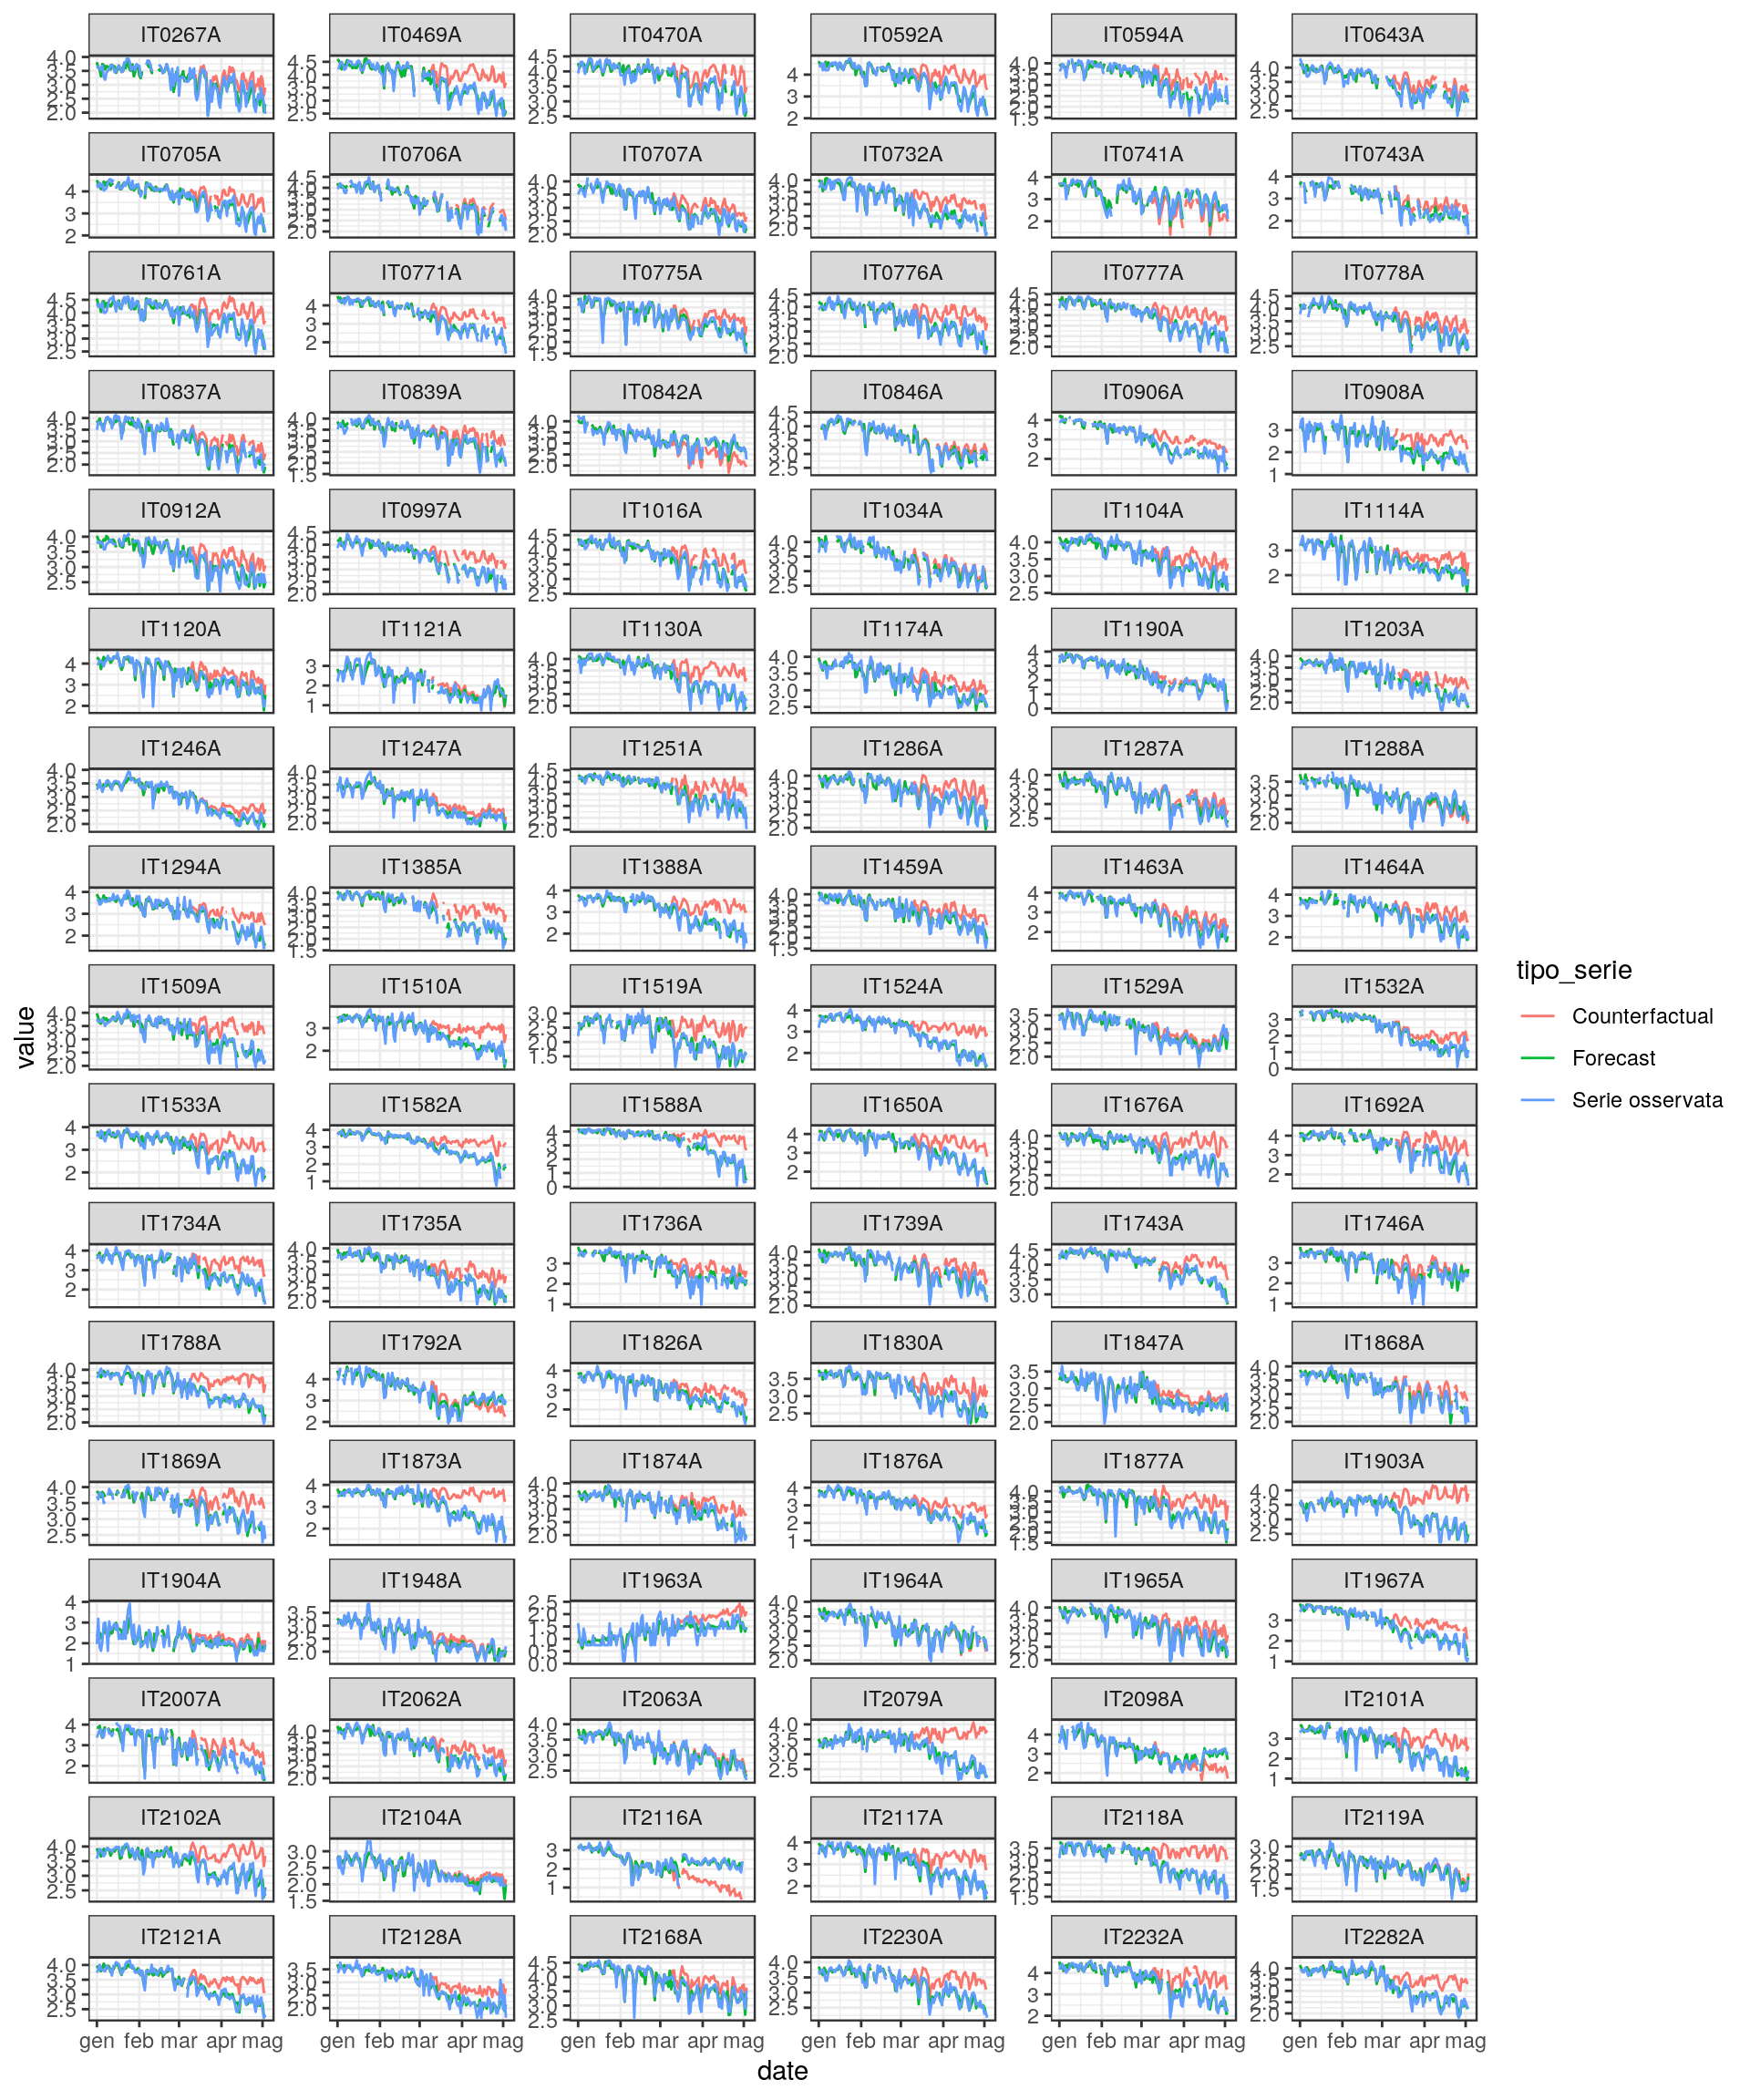 IT0267A IT0469A IT0470A IT0592A IT0594A IT0643A
4.0 3.5 3.0 2.5 2.0 4.5 4.0 3.5 3.0 2.5 4.5 4.0 3.5 3.0 2.5 4 3 2 4.0 3.5 3.0 2.5 2.0 1.5 4.0 3.5 3.0 2.5
IT0705A IT0706A IT0707A IT0732A IT0741A IT0743A
4 3 2 4.5 4.0 3.5 3.0 2.5 2.0 4.0 3.5 3.0 2.5 2.0 4.0 3.5 3.0 2.5 2.0 4 3 2 4 3 2
IT0761A IT0771A IT0775A IT0776A IT0777A IT0778A
4.5 4.0 3.5 3.0 2.5 4 3 2 4.0 3.5 3.0 2.5 2.0 1.5 4.5 4.0 3.5 3.0 2.5 2.0 4.5 4.0 3.5 3.0 2.5 2.0 4.5 4.0 3.5 3.0 2.5
IT0837A IT0839A IT0842A IT0846A IT0906A IT0908A
4.0 3.5 3.0 2.5 2.0 4.0 3.5 3.0 2.5 2.0 1.5 4.0 3.5 3.0 2.5 2.0 4.5 4.0 3.5 3.0 2.5 4 3 2 3 2 1
IT0912A IT0997A IT1016A IT1034A IT1104A IT1114A
4.0 3.5 3.0 2.5 4.5 4.0 3.5 3.0 2.5 2.0 4.5 4.0 3.5 3.0 2.5 4.0 3.5 3.0 2.5 4.0 3.5 3.0 2.5 3 2
IT1120A IT1121A IT1130A IT1174A IT1190A IT1203A
4 3 2 3 2 1 4.0 3.5 3.0 2.5 2.0 4.0 3.5 3.0 2.5 4 3 2 1 0 4.0 3.5 3.0 2.5 2.0
IT1246A IT1247A IT1251A IT1286A IT1287A IT1288A
4.0 3.5 3.0 2.5 2.0 4.0 3.5 3.0 2.5 2.0 4.5 4.0 3.5 3.0 2.5 2.0 4.0 3.5 3.0 2.5 2.0 4.0 3.5 3.0 2.5 3.5 3.0 2.5 2.0
IT1294A IT1385A IT1388A IT1459A IT1463A IT1464A
4 3 2 4.0 3.5 3.0 2.5 2.0 1.5 4 3 2 4.0 3.5 3.0 2.5 2.0 1.5 4 3 2 4 3 2
IT1509A IT1510A IT1519A IT1524A IT1529A IT1532A
4.0 3.5 3.0 2.5 2.0 3 2 3.0 2.5 2.0 1.5 4 3 2 3.5 3.0 2.5 2.0 3 2 1 0
IT1533A IT1582A IT1588A IT1650A IT1676A IT1692A
4 3 2 4 3 2 1 4 3 2 1 0 4 3 2 4.0 3.5 3.0 2.5 2.0 4 3 2
IT1734A IT1735A IT1736A IT1739A IT1743A IT1746A
4 3 2 4.0 3.5 3.0 2.5 2.0 3 2 1 4.0 3.5 3.0 2.5 2.0 4.5 4.0 3.5 3.0 3 2 1
IT1788A IT1792A IT1826A IT1830A IT1847A IT1868A
4.0 3.5 3.0 2.5 2.0 4 3 2 4 3 2 3.5 3.0 2.5 3.5 3.0 2.5 2.0 4.0 3.5 3.0 2.5 2.0
IT1869A IT1873A IT1874A IT1876A IT1877A IT1903A
4.0 3.5 3.0 2.5 4 3 2 4.0 3.5 3.0 2.5 2.0 4 3 2 1 4.0 3.5 3.0 2.5 2.0 1.5 4.0 3.5 3.0 2.5
IT1904A IT1948A IT1963A IT1964A IT1965A IT1967A
4 3 2 1 3.5 3.0 2.5 2.0 2.5 2.0 1.5 1.0 0.5 0.0 4.0 3.5 3.0 2.5 2.0 4.0 3.5 3.0 2.5 2.0 3 2 1
IT2007A IT2062A IT2063A IT2079A IT2098A IT2101A
4 3 2 4.0 3.5 3.0 2.5 2.0 4.0 3.5 3.0 2.5 4.0 3.5 3.0 2.5 4 3 2 3 2 1
IT2102A IT2104A IT2116A IT2117A IT2118A IT2119A
4.0 3.5 3.0 2.5 3.0 2.5 2.0 1.5 3 2 1 4 3 2 3.5 3.0 2.5 2.0 1.5 3.0 2.5 2.0 1.5
IT2121A IT2128A IT2168A IT2230A IT2232A IT2282A
4.0 3.5 3.0 2.5 3.5 3.0 2.5 2.0 4.5 4.0 3.5 3.0 2.5 4.0 3.5 3.0 2.5 4 3 2 4.0 3.5 3.0 2.5 2.0
gen feb mar apr mag gen feb mar apr mag gen feb mar apr mag gen feb mar apr mag gen feb mar apr mag gen feb mar apr mag
date
value
tipo_serie
Counterfactual
Forecast
Serie osservata